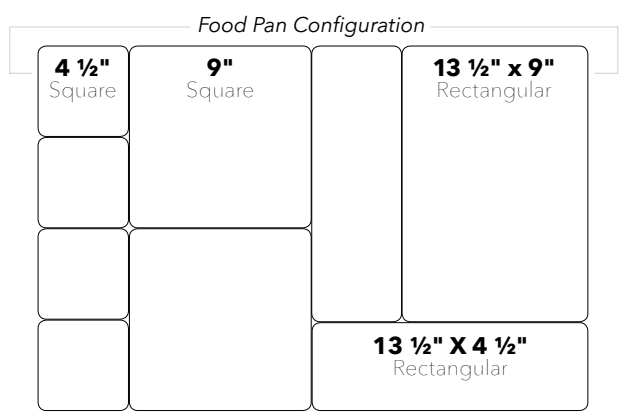 Food Pan Configuration
4 ½"
Square
9"
Square
13 ½" x 9"
Rectangular
13 ½" X 4 ½"
Rectangular